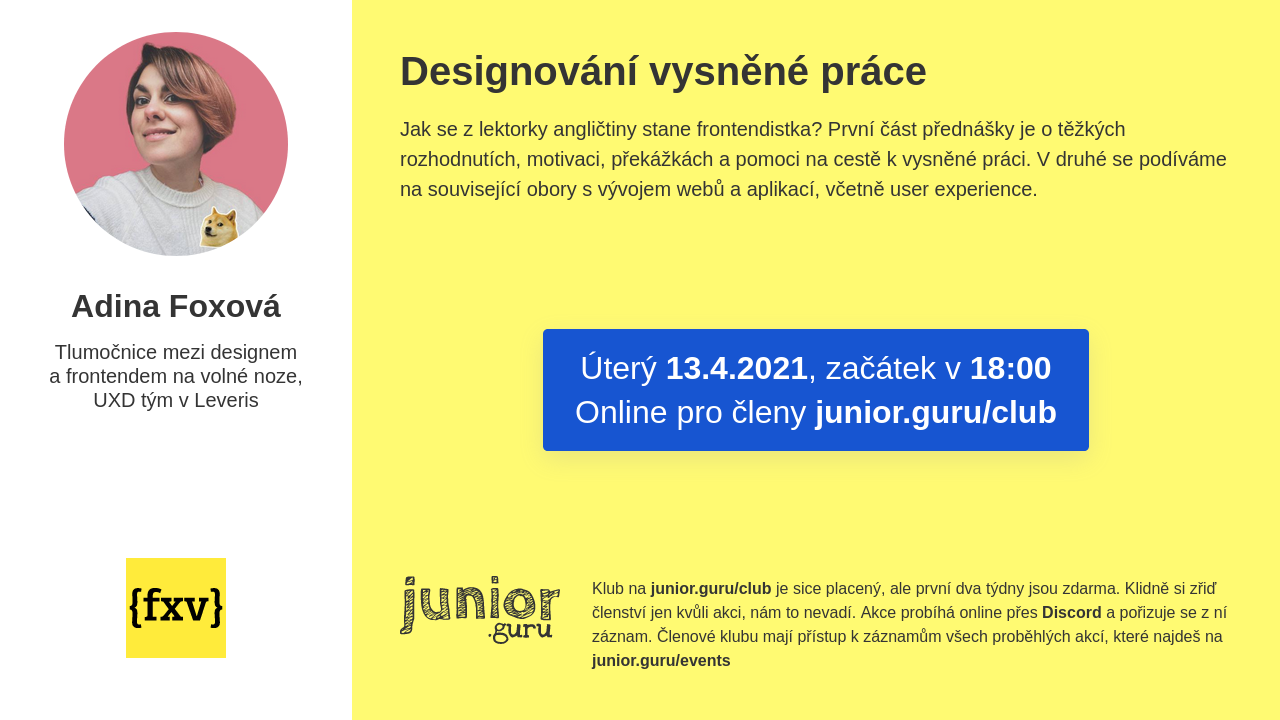 Adina Foxová
Tlumočnice mezi designem
a frontendem na volné noze,
UXD tým v Leveris
{fxv}
Designování vysněné práce
Jak se z lektorky angličtiny stane frontendistka? První část přednášky je o těžkých
rozhodnutích, motivaci, překážkách a pomoci na cestě k vysněné práci. V druhé se podíváme
na související obory s vývojem webů a aplikací, včetně user experience.
Úterý 13.4.2021, začátek v 18:00
Online pro členy junior.guru/club
junior
.guru
Klub na junior.guru/club je sice placený, ale první dva týdny jsou zdarma. Klidně si zřiď
členství jen kvůli akci, nám to nevadí. Akce probíhá online přes Discord a pořizuje se z ní
záznam. Členové klubu mají přístup k záznamům všech proběhlých akcí, které najdeš na
junior.guru/events